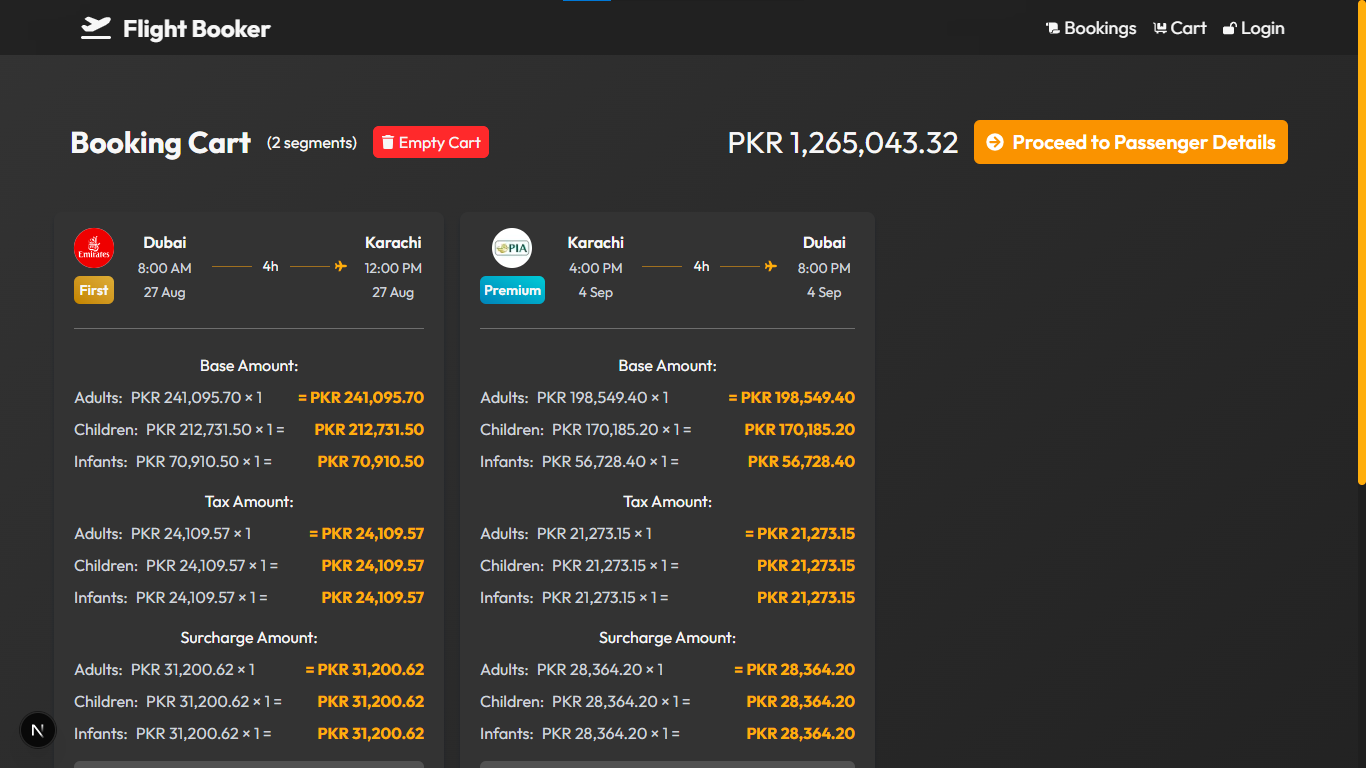 Flight Booker
Bookings Cart Login
Booking Cart (2 segments) Empty Cart
PKR 1,265,043.32 Proceed to Passenger Details
Emirates
First
Dubai
8:00 AM
27 Aug
4h
Karachi
12:00 PM
27 Aug
Base Amount:
Adults: PKR 241,095.70 × 1 = PKR 241,095.70
Children: PKR 212,731.50 × 1 = PKR 212,731.50
Infants: PKR 70,910.50 × 1 = PKR 70,910.50
Tax Amount:
Adults: PKR 24,109.57 × 1 = PKR 24,109.57
Children: PKR 24,109.57 × 1 = PKR 24,109.57
Infants: PKR 24,109.57 × 1 = PKR 24,109.57
Surcharge Amount:
Adults: PKR 31,200.62 × 1 = PKR 31,200.62
Children: PKR 31,200.62 × 1 = PKR 31,200.62
Infants: PKR 31,200.62 × 1 = PKR 31,200.62
PIA
Premium
Karachi
4:00 PM
4 Sep
4h
Dubai
8:00 PM
4 Sep
Base Amount:
Adults: PKR 198,549.40 × 1 = PKR 198,549.40
Children: PKR 170,185.20 × 1 = PKR 170,185.20
Infants: PKR 56,728.40 × 1 = PKR 56,728.40
Tax Amount:
Adults: PKR 21,273.15 × 1 = PKR 21,273.15
Children: PKR 21,273.15 × 1 = PKR 21,273.15
Infants: PKR 21,273.15 × 1 = PKR 21,273.15
Surcharge Amount:
Adults: PKR 28,364.20 × 1 = PKR 28,364.20
Children: PKR 28,364.20 × 1 = PKR 28,364.20
Infants: PKR 28,364.20 × 1 = PKR 28,364.20
N